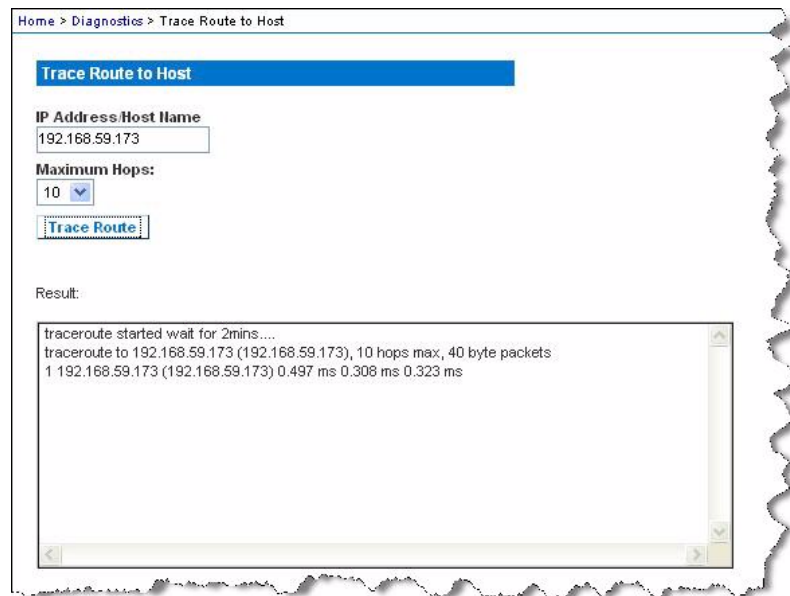 Home > Diagnostics > Trace Route to Host
Trace Route to Host
IP Address/Host Name
192.168.59.173
Maximum Hops:
10
Trace Route
Result:
traceroute started wait for 2mins....
traceroute to 192.168.59.173 (192.168.59.173), 10 hops max, 40 byte packets
1 192.168.59.173 (192.168.59.173) 0.497 ms 0.308 ms 0.323 ms